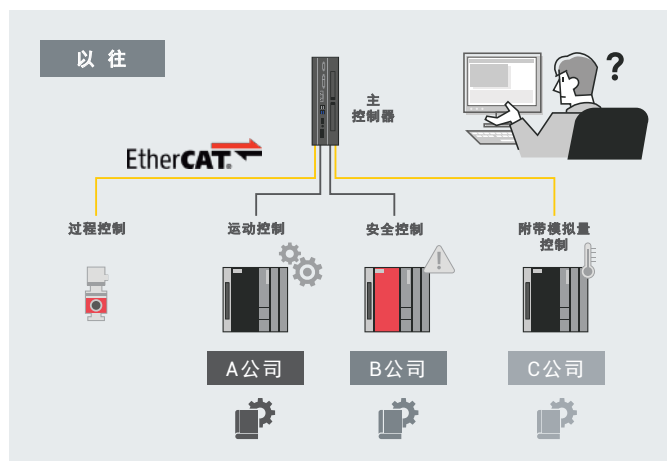 以往
?
主
控制器
EtherCAT.
过程控制
运动控制
安全控制
附带模拟量
控制
A公司
B公司
C公司